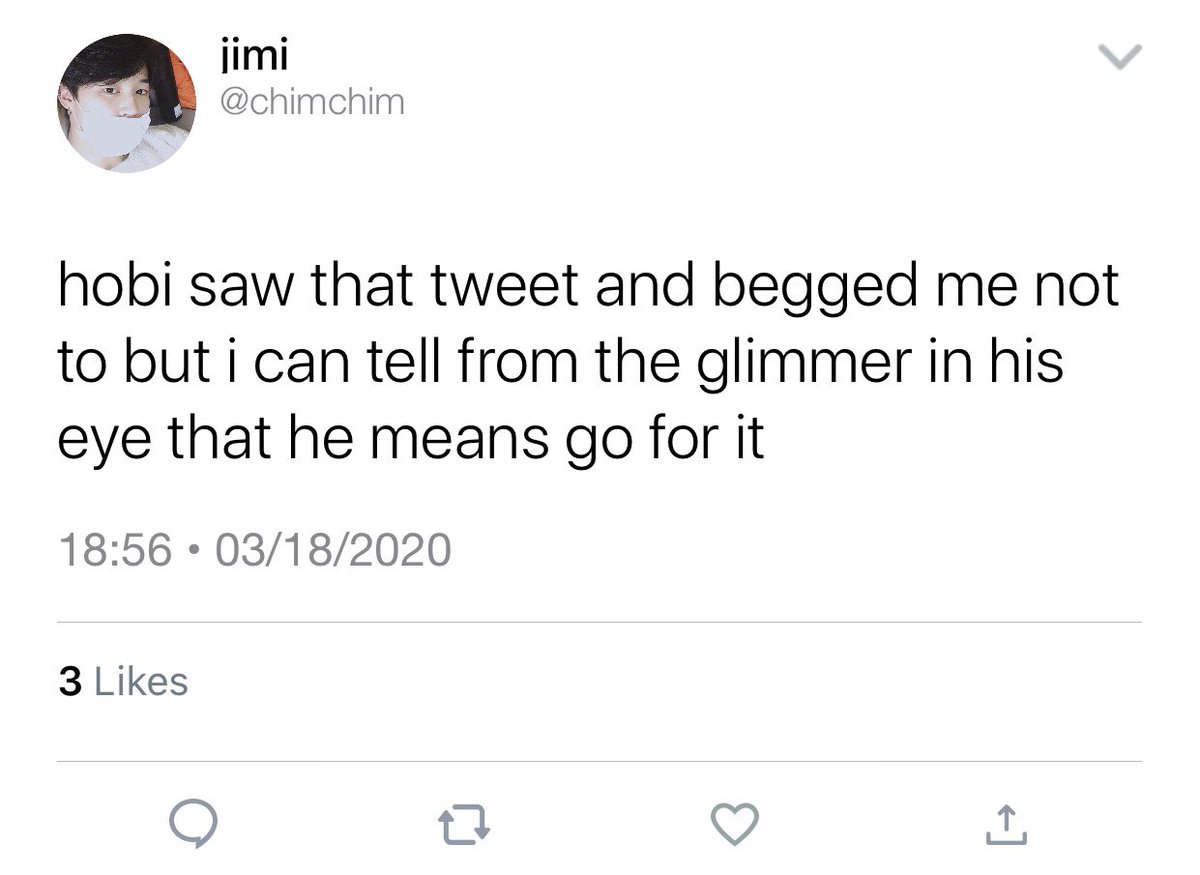 jimi
@chimchim
hobi saw that tweet and begged me not
to but i can tell from the glimmer in his
eye that he means go for it
18:56 • 03/18/2020
3 Likes